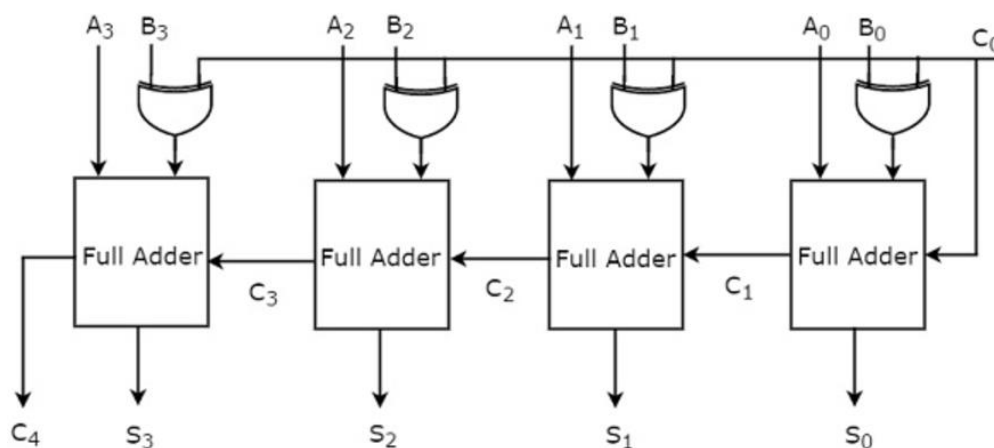 A₃ B₃ A₂ B₂ A₁ B₁ A₀ B₀ C₀
Full Adder Full Adder Full Adder Full Adder
C₃ C₂ C₁
C₄ S₃ S₂ S₁ S₀